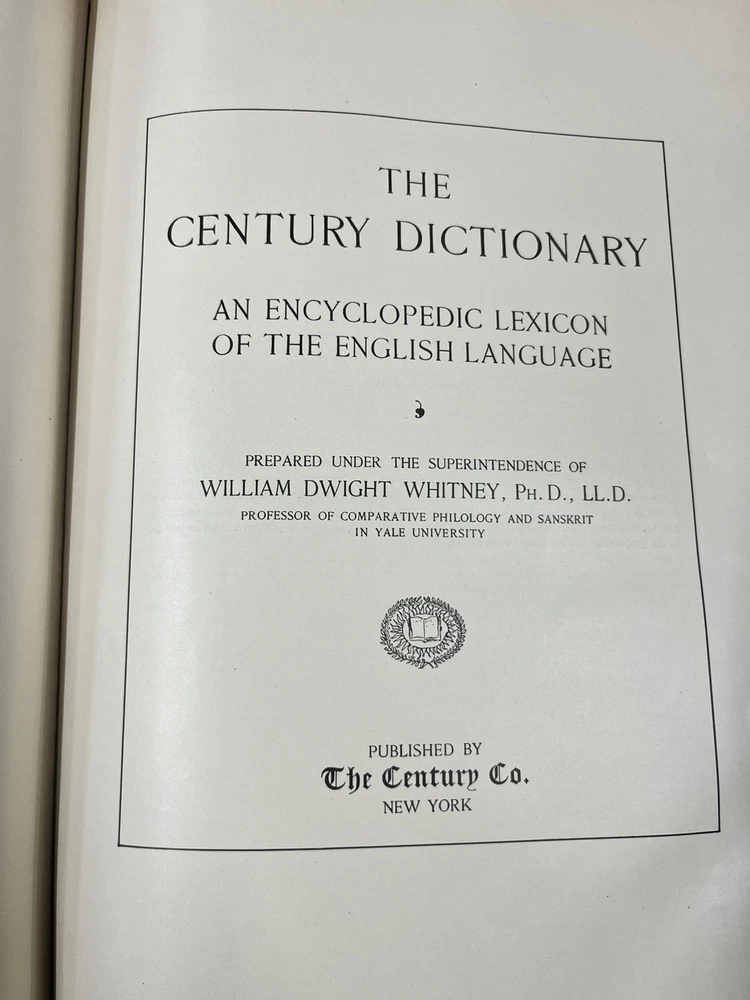 THE
CENTURY DICTIONARY
AN ENCYCLOPEDIC LEXICON
OF THE ENGLISH LANGUAGE
PREPARED UNDER THE SUPERINTENDENCE OF
WILLIAM DWIGHT WHITNEY, PH.D., LL.D.
PROFESSOR OF COMPARATIVE PHILOLOGY AND SANSKRIT
IN YALE UNIVERSITY
PUBLISHED BY
The Century Co.
NEW YORK